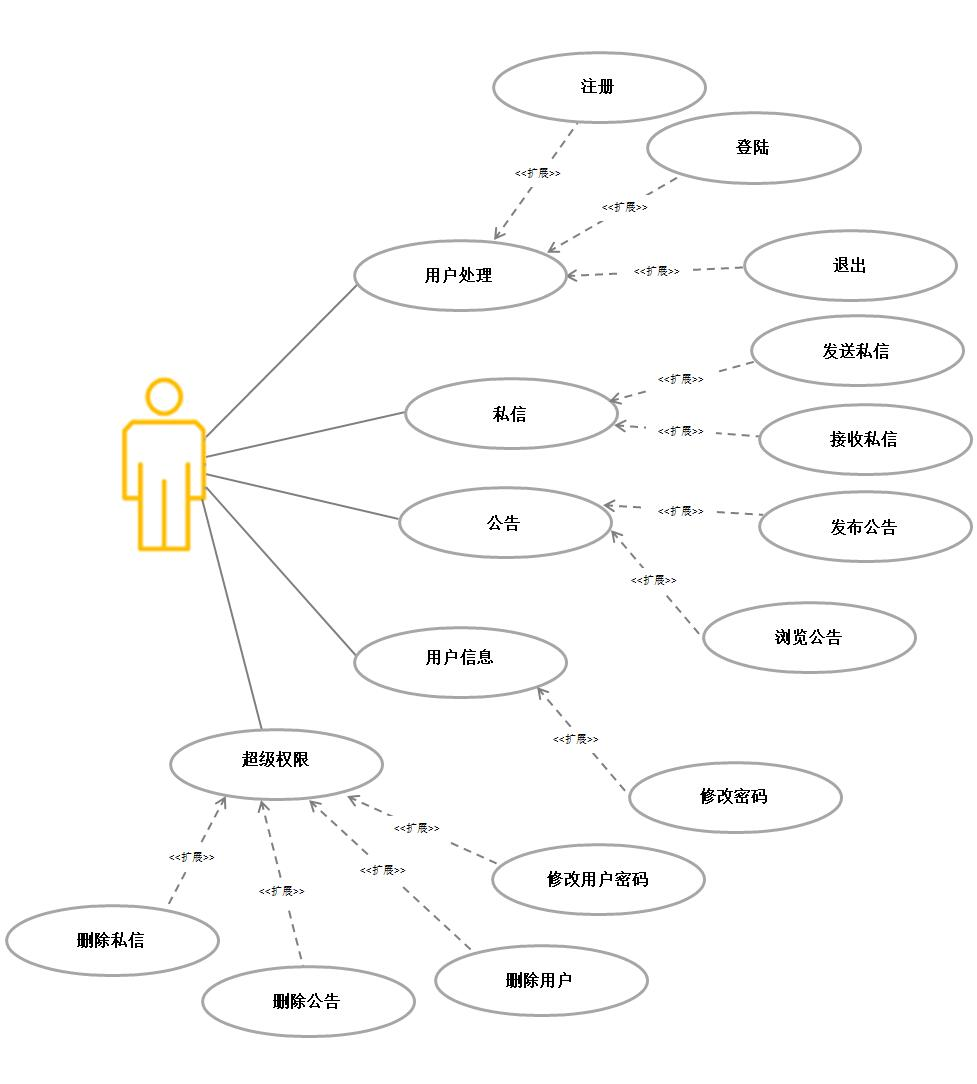 注册
登陆
<<扩展>>
<<扩展>>
用户处理
<<扩展>>
退出
发送私信
<<扩展>>
私信
<<扩展>>
接收私信
公告
<<扩展>>
发布公告
<<扩展>>
浏览公告
用户信息
<<扩展>>
修改密码
超级权限
<<扩展>>
<<扩展>>
<<扩展>>
<<扩展>>
修改用户密码
删除私信
删除公告
删除用户